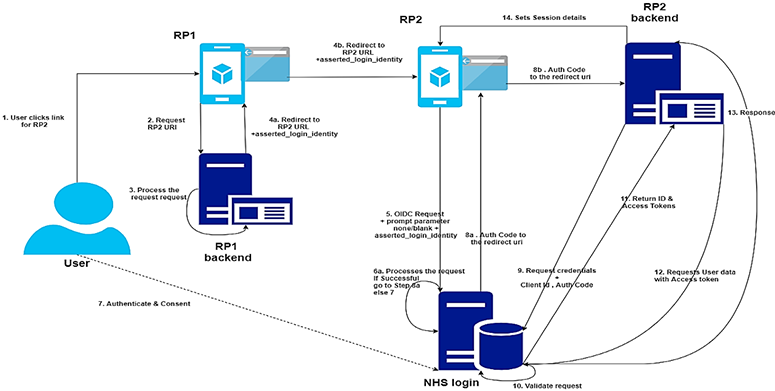 RP1
RP2
RP2
backend
14. Sets Session details
4b. Redirect to
RP2 URL
+asserted_login_identity
8b . Auth Code
to the redirect uri
1. User clicks link
for RP2
2. Request
RP2 URI
4a. Redirect to
RP2 URL
+asserted_login_identity
13. Response
3. Process the
request request
RP1
backend
User
5. OIDC Request
+ prompt parameter
none/blank +
asserted_login_identity
8a . Auth Code to
the redirect uri
11. Return ID &
Access Tokens
6a. Processes the request
if Successful
go to Step 8a
else 7
9. Request credentials
+
Client Id , Auth Code
12. Requests User data
with Access token
7. Authenticate & Consent
NHS login
10. Validate request